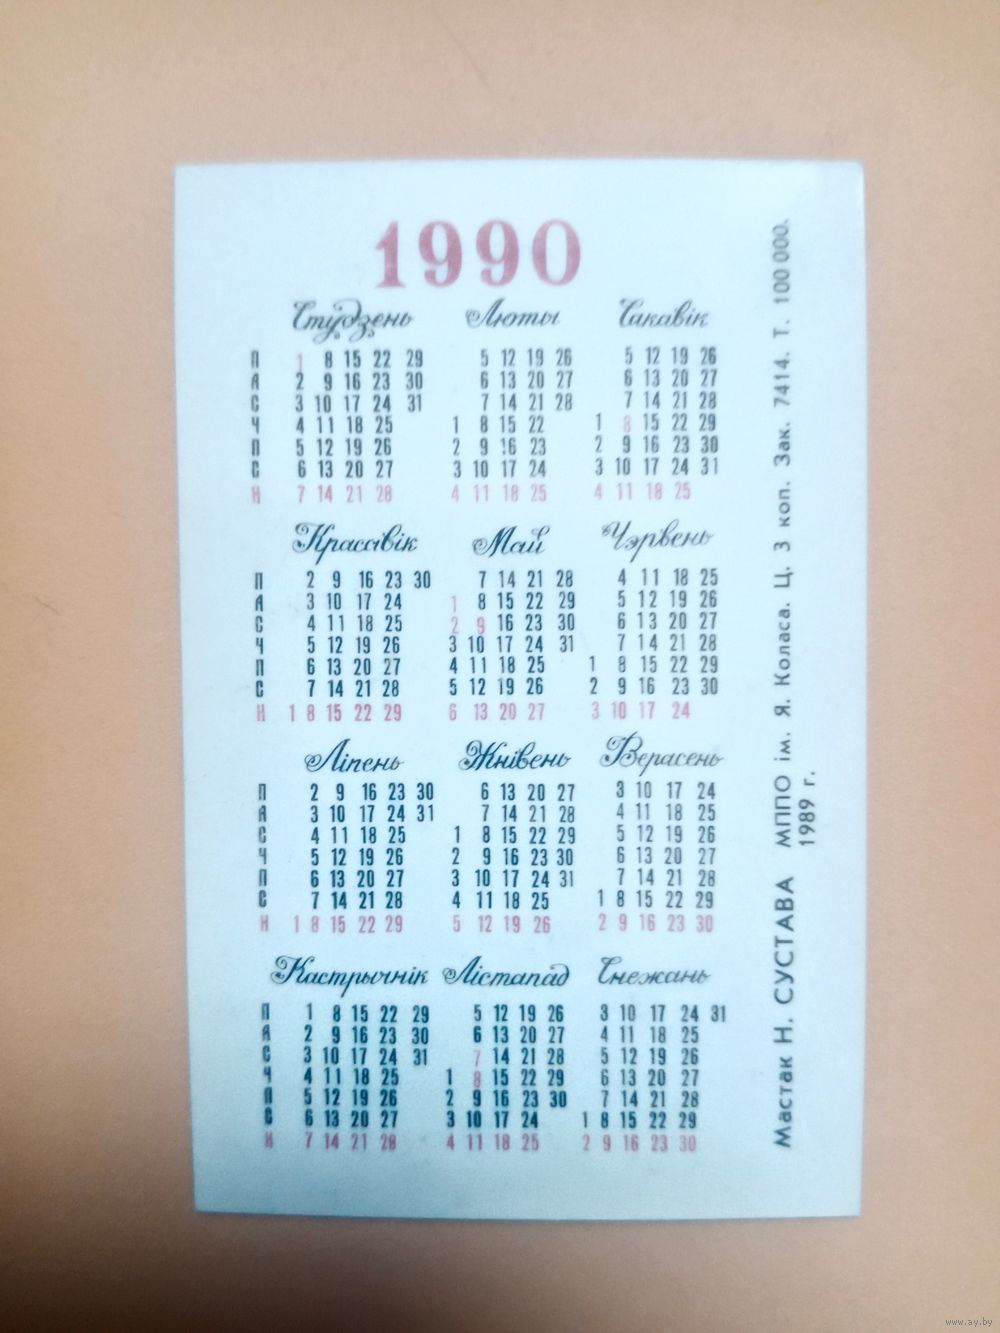 1990
Студзень Люты Сакавік
П 1 8 15 22 29 5 12 19 26 5 12 19 26
А 2 9 16 23 30 6 13 20 27 6 13 20 27
С 3 10 17 24 31 7 14 21 28 7 14 21 28
Ч 4 11 18 25 1 8 15 22 1 8 15 22 29
П 5 12 19 26 2 9 16 23 2 9 16 23 30
С 6 13 20 27 3 10 17 24 3 10 17 24 31
Н 7 14 21 28 4 11 18 25 4 11 18 25
Красавік Май Чэрвень
П 2 9 16 23 30 7 14 21 28 4 11 18 25
А 3 10 17 24 1 8 15 22 29 5 12 19 26
С 4 11 18 25 2 9 16 23 30 6 13 20 27
Ч 5 12 19 26 3 10 17 24 31 7 14 21 28
П 6 13 20 27 4 11 18 25 1 8 15 22 29
С 7 14 21 28 5 12 19 26 2 9 16 23 30
Н 1 8 15 22 29 6 13 20 27 3 10 17 24
Ліпень Жнівень Верасень
П 2 9 16 23 30 6 13 20 27 3 10 17 24
А 3 10 17 24 31 7 14 21 28 4 11 18 25
С 4 11 18 25 1 8 15 22 29 5 12 19 26
Ч 5 12 19 26 2 9 16 23 30 6 13 20 27
П 6 13 20 27 3 10 17 24 31 7 14 21 28
С 7 14 21 28 4 11 18 25 1 8 15 22 29
Н 1 8 15 22 29 5 12 19 26 2 9 16 23 30
Кастрычнік Лістапад Снежань
П 1 8 15 22 29 5 12 19 26 3 10 17 24 31
А 2 9 16 23 30 6 13 20 27 4 11 18 25
С 3 10 17 24 31 7 14 21 28 5 12 19 26
Ч 4 11 18 25 1 8 15 22 29 6 13 20 27
П 5 12 19 26 2 9 16 23 30 7 14 21 28
С 6 13 20 27 3 10 17 24 1 8 15 22 29
Н 7 14 21 28 4 11 18 25 2 9 16 23 30
Мастак Н. СУСТАВА МППО ім. Я. Коласа. Ц. 3 коп. Зак. 7414. Т. 100 000.
1989 г.
www.ay.by